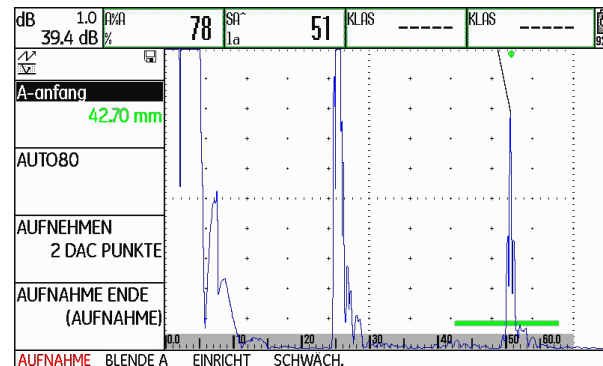 dB 1.0 A%A 78 SA^ 51 KLAS ----- KLAS -----
39.4 dB % la
A-anfang
42.70 mm
AUTO80
AUFNEHMEN
2 DAC PUNKTE
AUFNAHME ENDE
(AUFNAHME)
0.0 10 20 30 40 50 60.0
AUFNAHME BLENDE A EINRICHT SCHWÄCH.